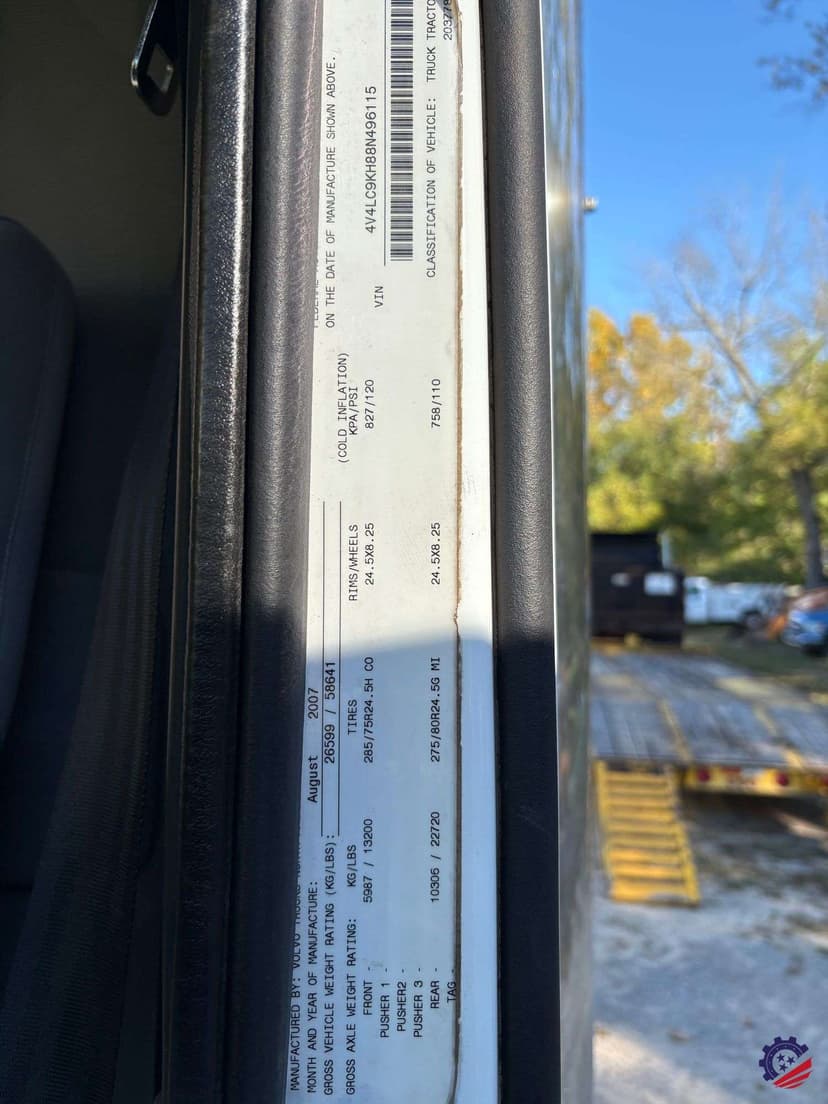 MANUFACTURED BY: VOLVO TRUCKS
MONTH AND YEAR OF MANUFACTURE: August 2007
GROSS VEHICLE WEIGHT RATING (KG/LBS): 26599 / 58641
GROSS AXLE WEIGHT RATING: KG/LBS TIRES RIMS/WHEELS (COLD INFLATION) KPA/PSI
FRONT - 5987 / 13200 285/75R24.5H CO 24.5X8.25 827/120
PUSHER 1 -
PUSHER2 -
PUSHER 3 -
REAR - 10306 / 22720 275/80R24.5G MI 24.5X8.25 758/110
TAG -
ON THE DATE OF MANUFACTURE SHOWN ABOVE.
VIN 4V4LC9KH88N496115
CLASSIFICATION OF VEHICLE: TRUCK TRACTO